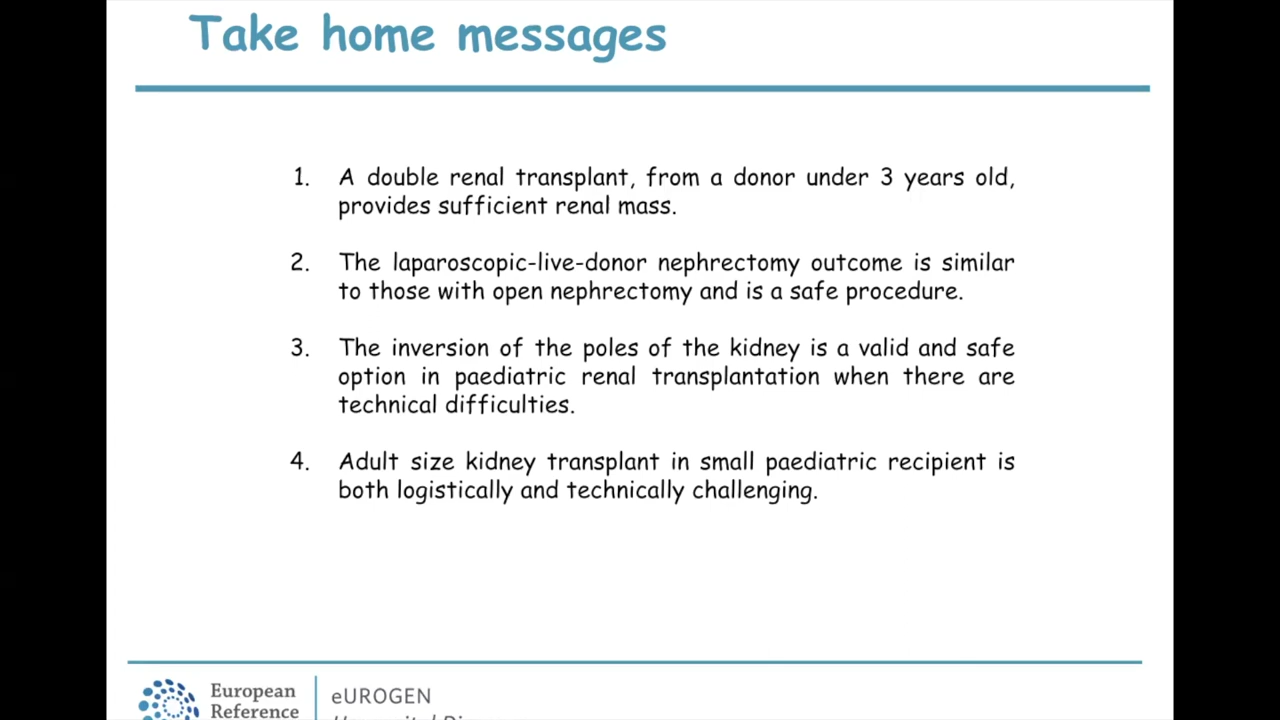 Take home messages
1. A double renal transplant, from a donor under 3 years old,
provides sufficient renal mass.
2. The laparoscopic-live-donor nephrectomy outcome is similar
to those with open nephrectomy and is a safe procedure.
3. The inversion of the poles of the kidney is a valid and safe
option in paediatric renal transplantation when there are
technical difficulties.
4. Adult size kidney transplant in small paediatric recipient is
both logistically and technically challenging.
European
Reference
eUROGEN